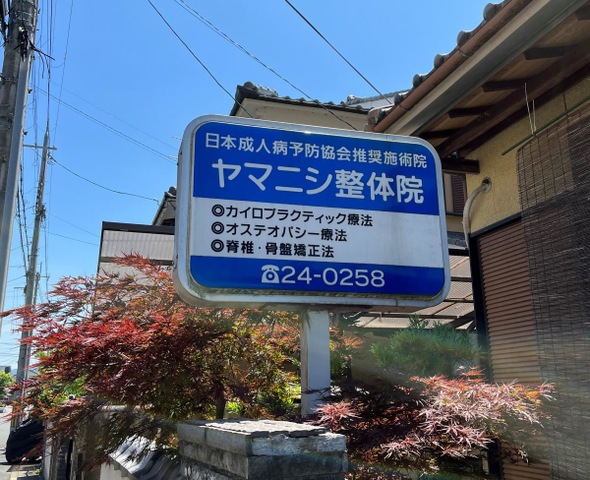 日本成人病予防協会推奨施術院
ヤマニシ整体院
◎カイロプラクティック療法
◎オステオパシー療法
◎脊椎・骨盤矯正法
☎24-0258